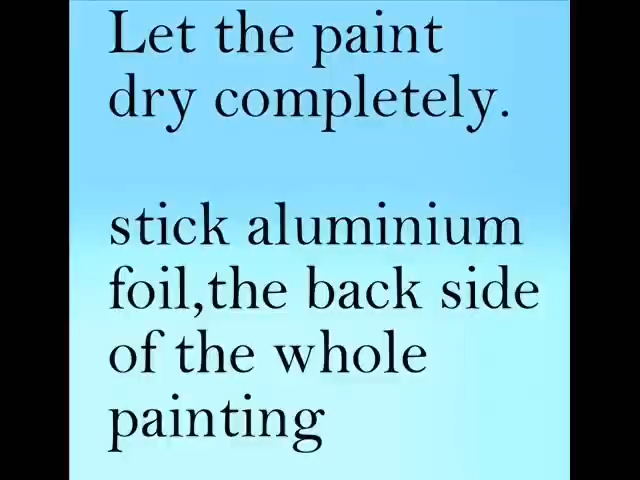 Let the paint
dry completely.
stick aluminium
foil,the back side
of the whole
painting